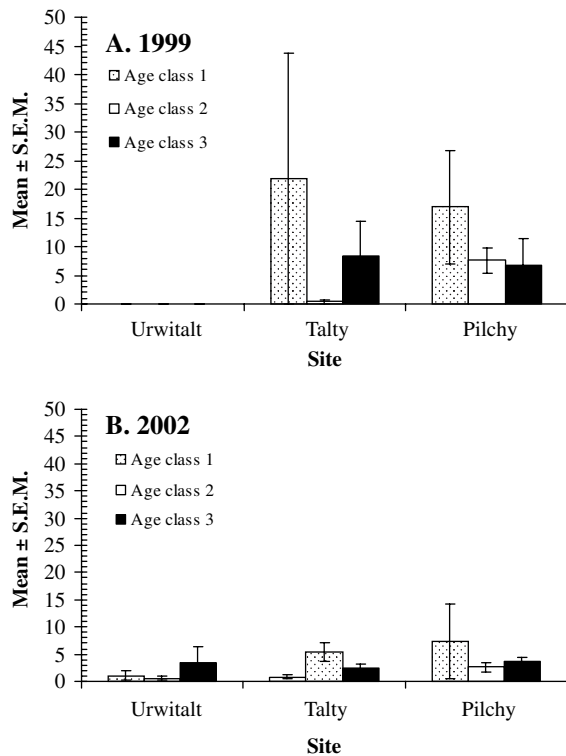 A. 1999
Age class 1
Age class 2
Age class 3
Mean ± S.E.M.
50
45
40
35
30
25
20
15
10
5
0
Urwitalt Talty Pilchy
Site
B. 2002
Age class 1
Age class 2
Age class 3
Mean ± S.E.M.
50
45
40
35
30
25
20
15
10
5
0
Urwitalt Talty Pilchy
Site